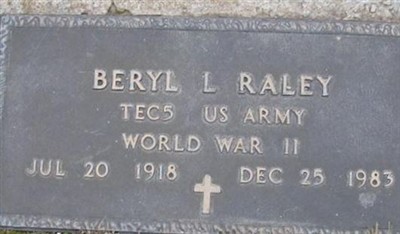 BERYL L RALEY
TEC5 US ARMY
WORLD WAR II
JUL 20 1918 DEC 25 1983